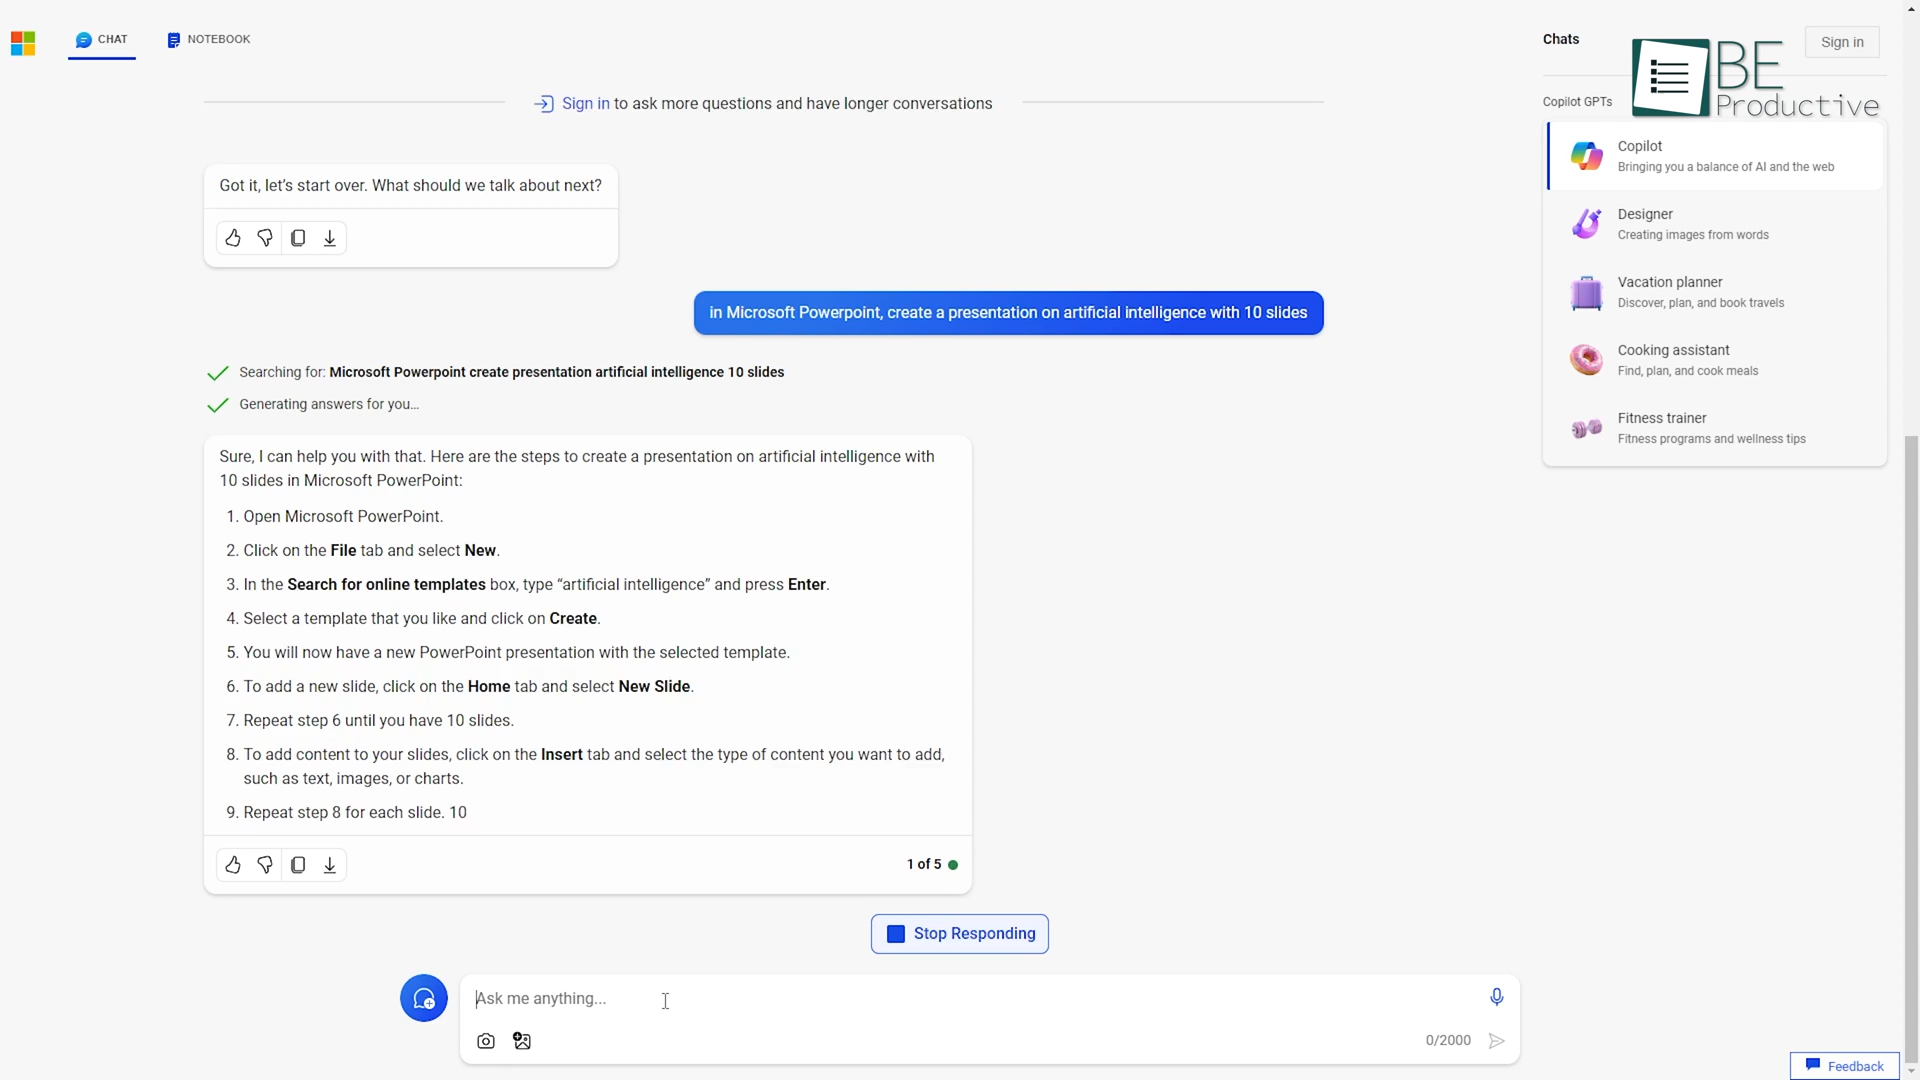 CHAT
NOTEBOOK
Chats
Sign in
BE
Productive
Sign in to ask more questions and have longer conversations
Copilot GPTs
Copilot
Bringing you a balance of AI and the web
Designer
Creating images from words
Vacation planner
Discover, plan, and book travels
Cooking assistant
Find, plan, and cook meals
Fitness trainer
Fitness programs and wellness tips
Got it, let's start over. What should we talk about next?
in Microsoft Powerpoint, create a presentation on artificial intelligence with 10 slides
Searching for: Microsoft Powerpoint create presentation artificial intelligence 10 slides
Generating answers for you...
Sure, I can help you with that. Here are the steps to create a presentation on artificial intelligence with
10 slides in Microsoft PowerPoint:
1. Open Microsoft PowerPoint.
2. Click on the File tab and select New.
3. In the Search for online templates box, type “artificial intelligence” and press Enter.
4. Select a template that you like and click on Create.
5. You will now have a new PowerPoint presentation with the selected template.
6. To add a new slide, click on the Home tab and select New Slide.
7. Repeat step 6 until you have 10 slides.
8. To add content to your slides, click on the Insert tab and select the type of content you want to add,
such as text, images, or charts.
9. Repeat step 8 for each slide. 10
1 of 5
Stop Responding
Ask me anything...
0/2000
Feedback